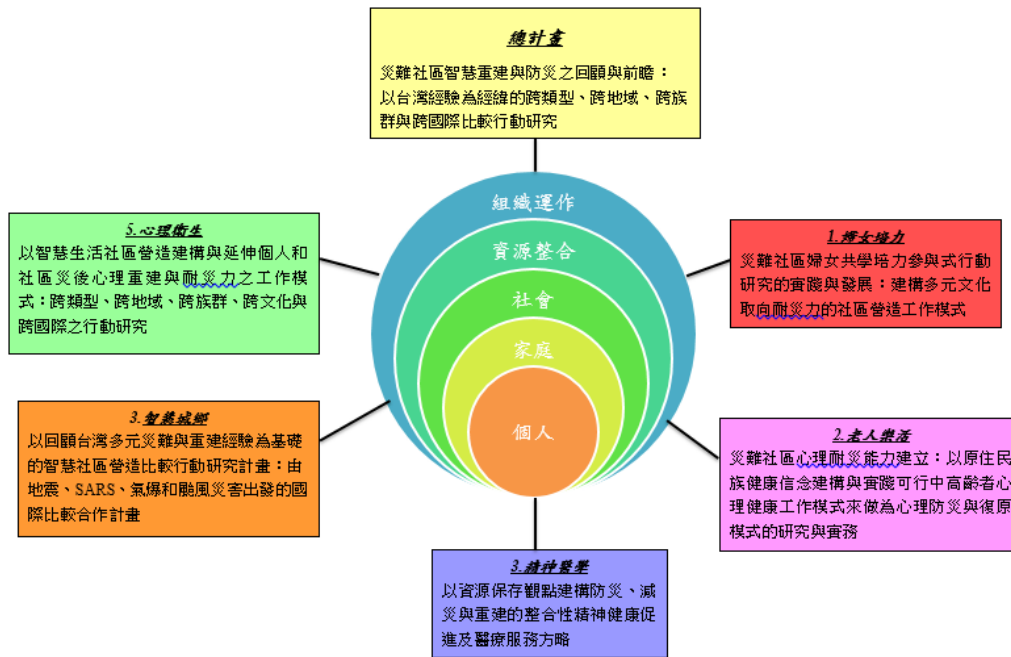 總計畫
災難社區智慧重建與防災之回顧與前瞻：
以台灣經驗為經緯的跨類型、跨地域、跨族
群與跨國際比較行動研究
組織運作
資源整合
社會
家庭
個人
1.婦女培力
災難社區婦女共學培力參與式行動
研究的實踐與發展：建構多元文化
取向耐災力的社區營造工作模式
2.老人樂活
災難社區心理耐災能力建立：以原住民
族健康信念建構與實踐可行中高齡者心
理健康工作模式來做為心理防災與復原
模式的研究與實務
3.精神醫學
以資源保存觀點建構防災、減
災與重建的整合性精神健康促
進及醫療服務方略
3.智慧城鄉
以回顧台灣多元災難與重建經驗為基礎
的智慧社區營造比較行動研究計畫：由
地震、SARS、氣爆和颱風災害出發的國
際比較合作計畫
5.心理衛生
以智慧生活社區營造建構與延伸個人和
社區災後心理重建與耐災力之工作模
式：跨類型、跨地域、跨族群、跨文化與
跨國際之行動研究